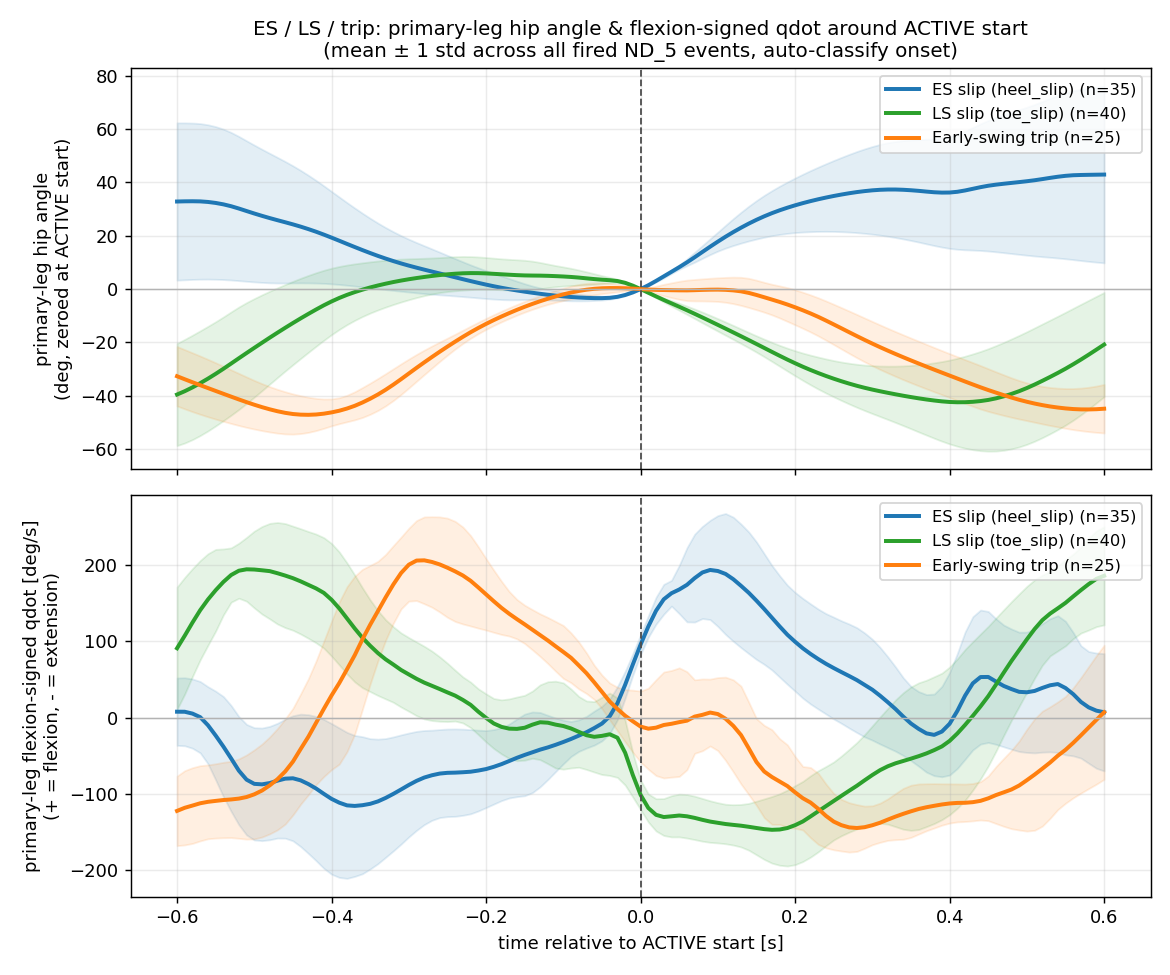 ES / LS / trip: primary-leg hip angle & flexion-signed qdot around ACTIVE start
(mean ± 1 std across all fired ND_5 events, auto-classify onset)
primary-leg hip angle
(deg, zeroed at ACTIVE start)
80
60
40
20
0
−20
−40
−60
ES slip (heel_slip) (n=35)
LS slip (toe_slip) (n=40)
Early-swing trip (n=25)
primary-leg flexion-signed qdot [deg/s]
(+ = flexion, - = extension)
200
100
0
−100
−200
ES slip (heel_slip) (n=35)
LS slip (toe_slip) (n=40)
Early-swing trip (n=25)
−0.6 −0.4 −0.2 0.0 0.2 0.4 0.6
time relative to ACTIVE start [s]